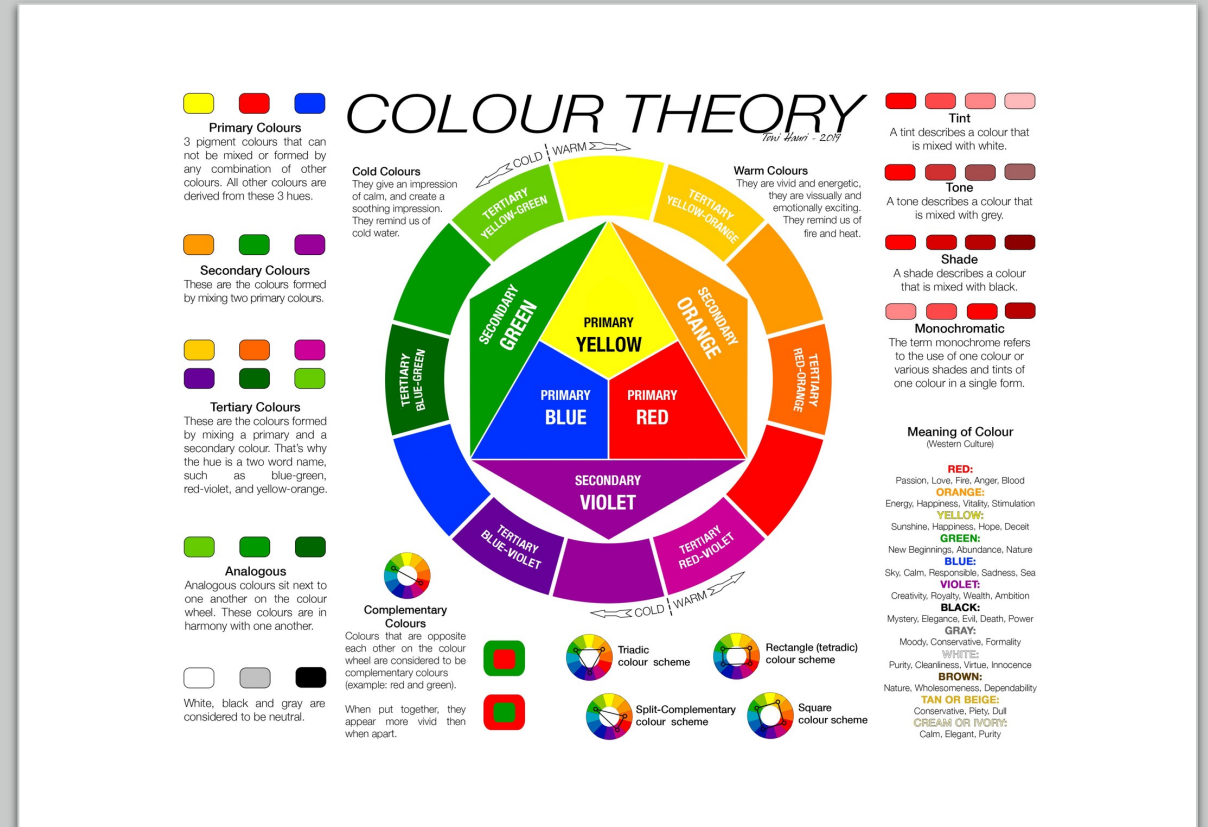 COLOUR THEORY
Toni Hauri - 2019
Primary Colours
3 pigment colours that can
not be mixed or formed by
any combination of other
colours. All other colours are
derived from these 3 hues.
Secondary Colours
These are the colours formed
by mixing two primary colours.
Tertiary Colours
These are the colours formed
by mixing a primary and a
secondary colour. That's why
the hue is a two word name,
such as blue-green,
red-violet, and yellow-orange.
Analogous
Analogous colours sit next to
one another on the colour
wheel. These colours are in
harmony with one another.
White, black and gray are
considered to be neutral.
Cold Colours
They give an impression
of calm, and create a
soothing impression.
They remind us of
cold water.
COLD
WARM
Warm Colours
They are vivid and energetic,
they are vissually and
emotionally exciting.
They remind us of
fire and heat.
TERTIARY
YELLOW-GREEN
TERTIARY
YELLOW-ORANGE
SECONDARY
GREEN
PRIMARY
YELLOW
SECONDARY
ORANGE
TERTIARY
BLUE-GREEN
TERTIARY
RED-ORANGE
PRIMARY
BLUE
PRIMARY
RED
SECONDARY
VIOLET
TERTIARY
BLUE-VIOLET
TERTIARY
RED-VIOLET
COLD
WARM
Complementary
Colours
Colours that are opposite
each other on the colour
wheel are considered to be
complementary colours
(example: red and green).
When put together, they
appear more vivid then
when apart.
Triadic
colour scheme
Rectangle (tetradic)
colour scheme
Split-Complementary
colour scheme
Square
colour scheme
Tint
A tint describes a colour that
is mixed with white.
Tone
A tone describes a colour that
is mixed with grey.
Shade
A shade describes a colour
that is mixed with black.
Monochromatic
The term monochrome refers
to the use of one colour or
various shades and tints of
one colour in a single form.
Meaning of Colour
(Western Culture)
RED:
Passion, Love, Fire, Anger, Blood
ORANGE:
Energy, Happiness, Vitality, Stimulation
YELLOW:
Sunshine, Happiness, Hope, Deceit
GREEN:
New Beginnings, Abundance, Nature
BLUE:
Sky, Calm, Responsible, Sadness, Sea
VIOLET:
Creativity, Royalty, Wealth, Ambition
BLACK:
Mystery, Elegance, Evil, Death, Power
GRAY:
Moody, Conservative, Formality
WHITE:
Purity, Cleanliness, Virtue, Innocence
BROWN:
Nature, Wholesomeness, Dependability
TAN OR BEIGE:
Conservative, Piety, Dull
CREAM OR IVORY:
Calm, Elegant, Purity